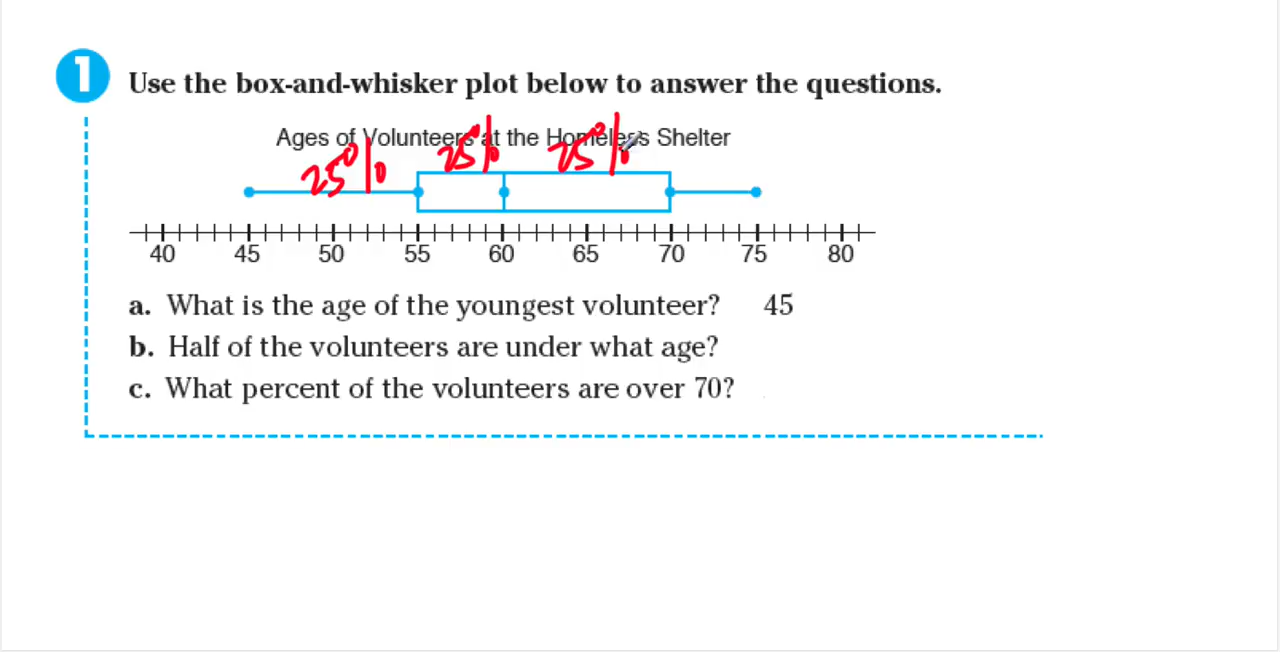 1 Use the box-and-whisker plot below to answer the questions.
Ages of Volunteers at the Homeless Shelter
25% 25% 25%
40 45 50 55 60 65 70 75 80
a. What is the age of the youngest volunteer? 45
b. Half of the volunteers are under what age?
c. What percent of the volunteers are over 70?